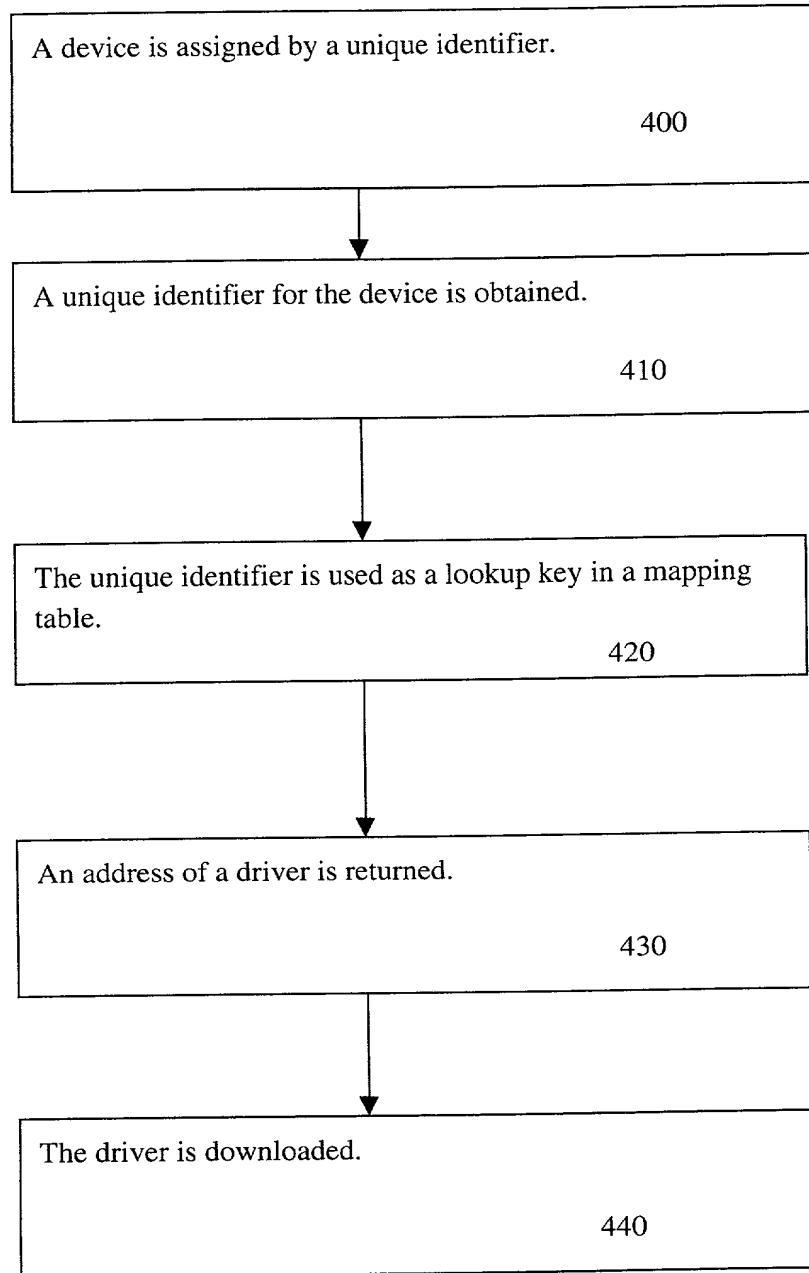 A device is assigned by a unique identifier.
400
A unique identifier for the device is obtained.
410
The unique identifier is used as a lookup key in a mapping
table.
420
An address of a driver is returned.
430
The driver is downloaded.
440